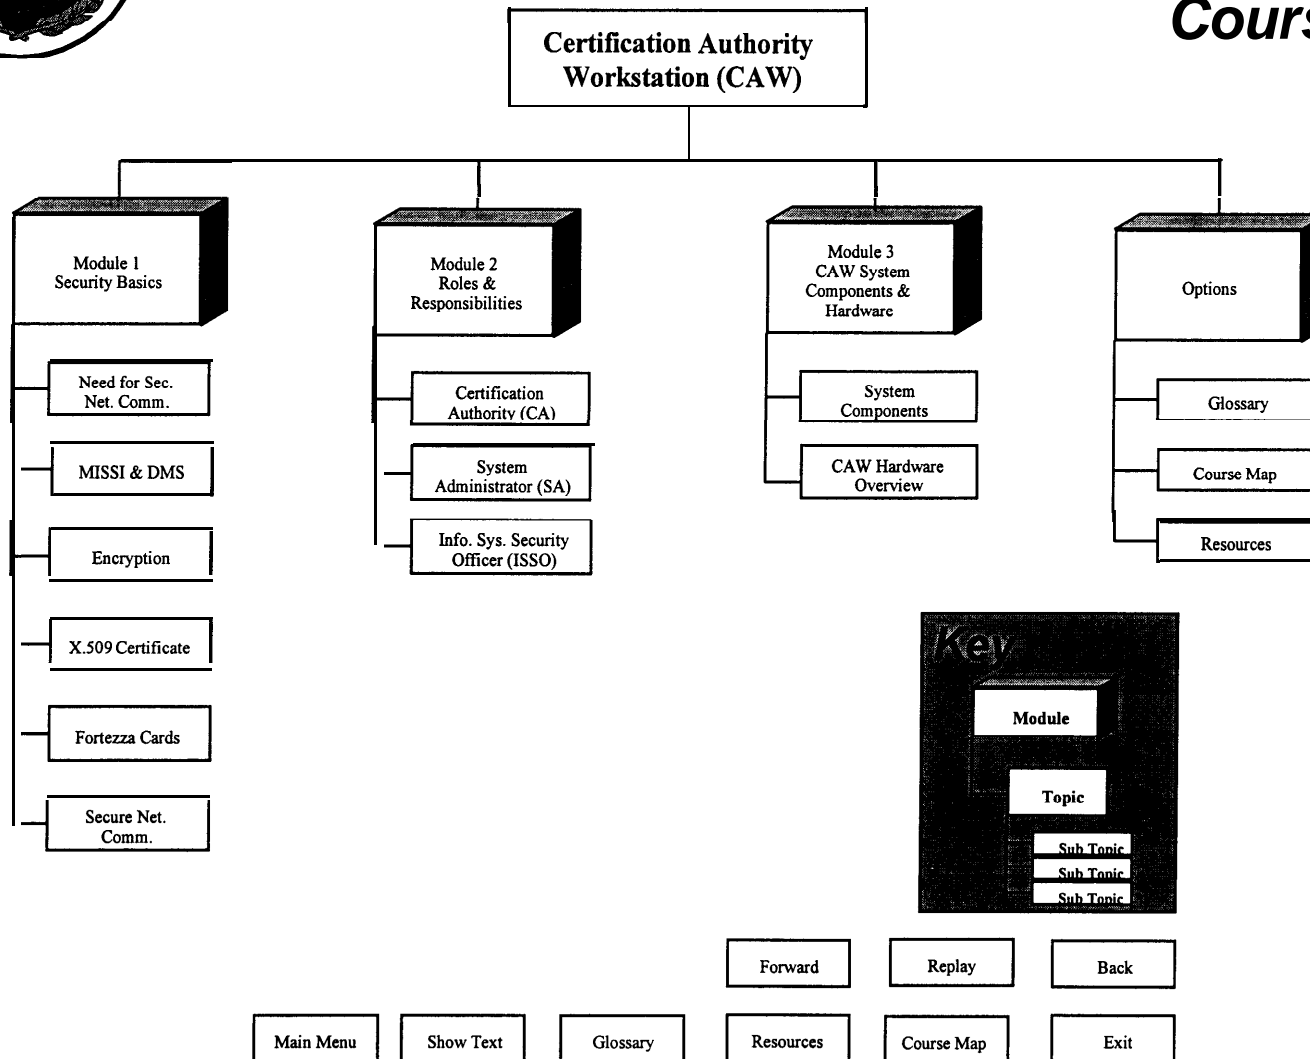 Certification Authority
Workstation (CAW)
Module 1
Security Basics
Need for Sec.
Net. Comm.
MISSI & DMS
Encryption
X.509 Certificate
Fortezza Cards
Secure Net.
Comm.
Module 2
Roles &
Responsibilities
Certification
Authority (CA)
System
Administrator (SA)
Info. Sys. Security
Officer (ISSO)
Module 3
CAW System
Components &
Hardware
System
Components
CAW Hardware
Overview
Options
Glossary
Course Map
Resources
Key
Module
Topic
Sub Topic
Sub Topic
Sub Topic
Forward
Replay
Back
Main Menu
Show Text
Glossary
Resources
Course Map
Exit